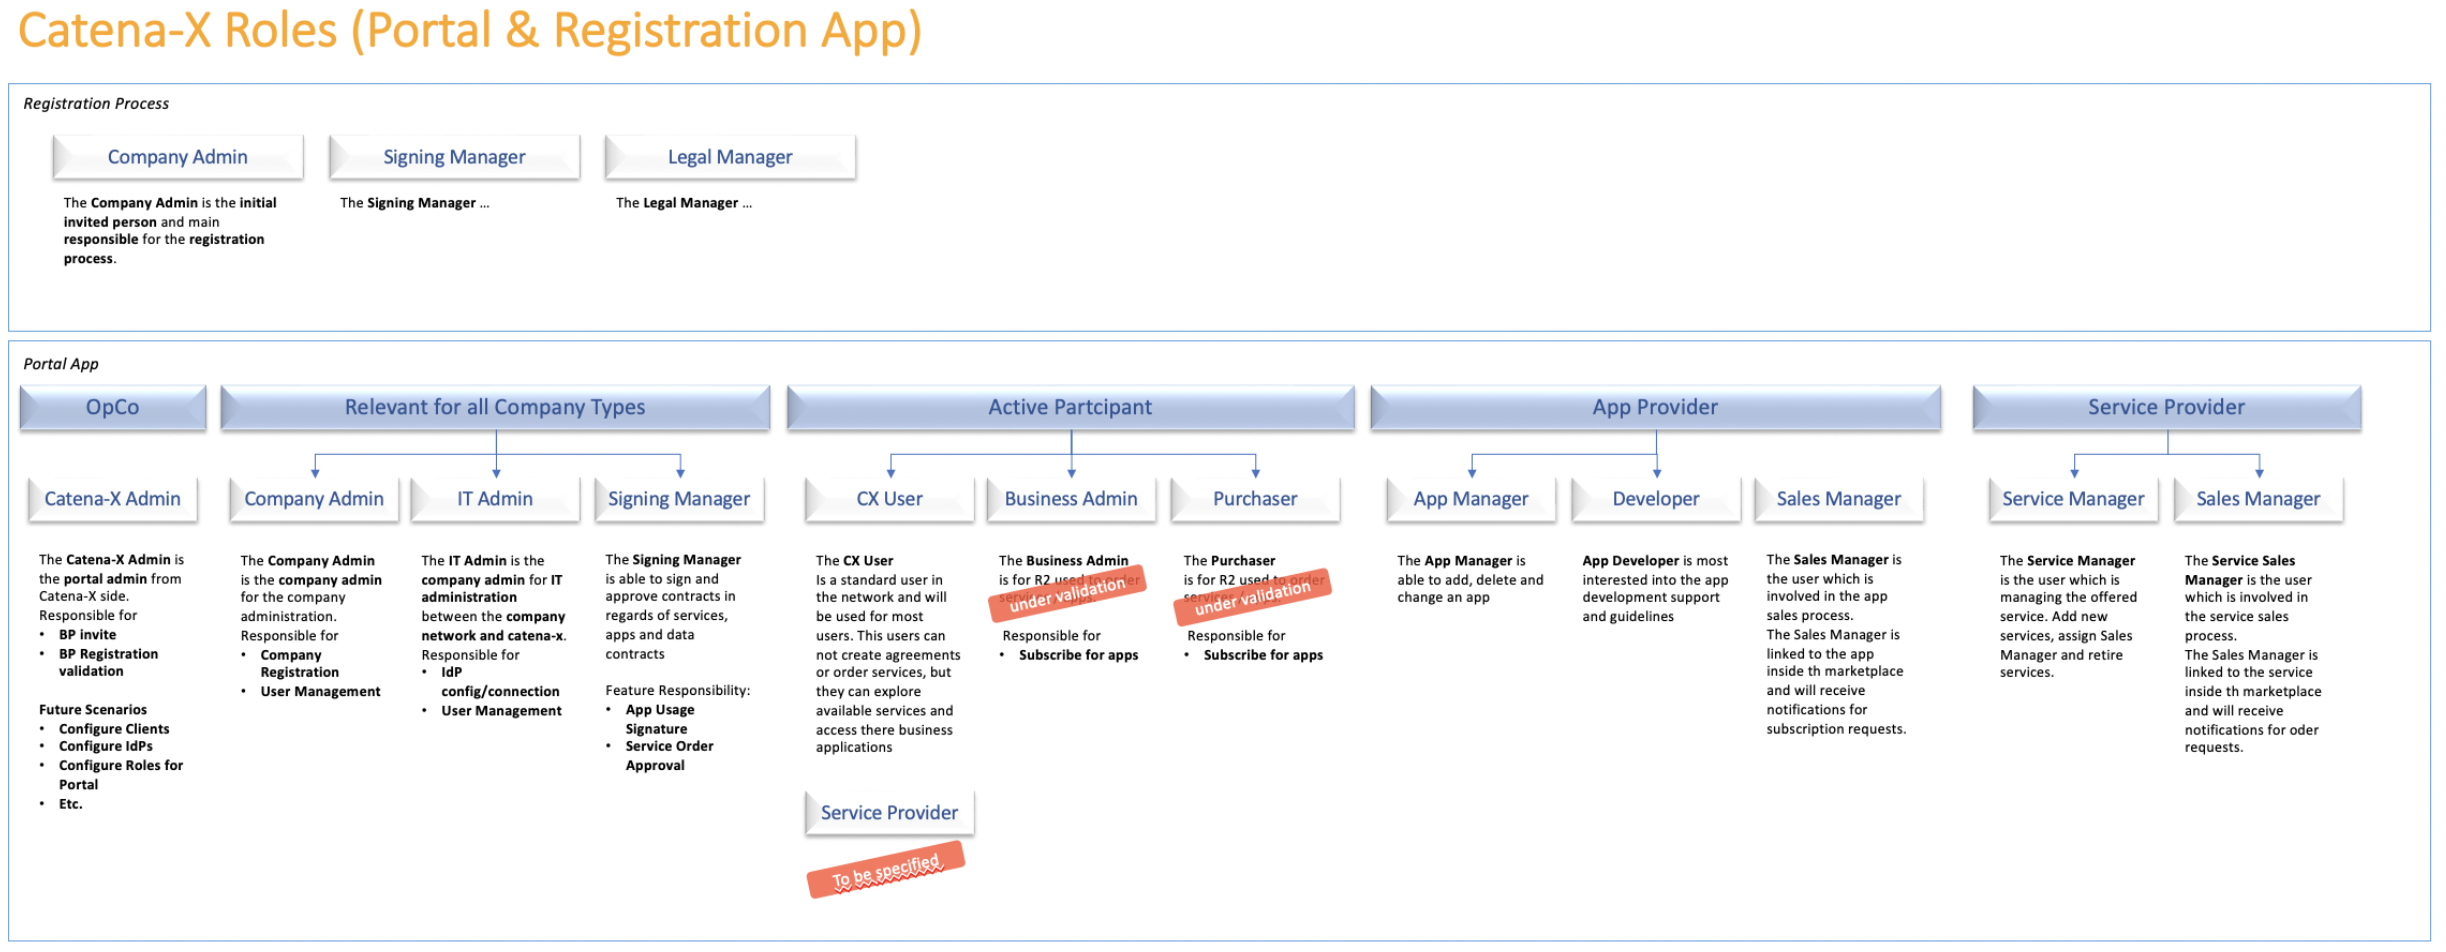 Catena-X Roles (Portal & Registration App)
Registration Process
Company Admin
The Company Admin is the initial
invited person and main
responsible for the registration
process.
Signing Manager
The Signing Manager ...
Legal Manager
The Legal Manager ...
Portal App
OpCo
Catena-X Admin
The Catena-X Admin is
the portal admin from
Catena-X side.
Responsible for
• BP invite
• BP Registration
validation
Future Scenarios
• Configure Clients
• Configure IdPs
• Configure Roles for
Portal
• Etc.
Relevant for all Company Types
Company Admin
The Company Admin
is the company admin
for the company
administration.
Responsible for
• Company
Registration
• User Management
IT Admin
The IT Admin is the
company admin for IT
administration
between the company
network and catena-x.
Responsible for
• IdP
config/connection
• User Management
Signing Manager
The Signing Manager
is able to sign and
approve contracts in
regards of services,
apps and data
contracts
Feature Responsibility:
• App Usage
Signature
• Service Order
Approval
Active Partcipant
CX User
The CX User
Is a standard user in
the network and will
be used for most
users. This users can
not create agreements
or order services, but
they can explore
available services and
access there business
applications
Service Provider
To be specified
Business Admin
The Business Admin
is for R2 used to order
under validation
Responsible for
• Subscribe for apps
Purchaser
The Purchaser
is for R2 used to order
under validation
Responsible for
• Subscribe for apps
App Provider
App Manager
The App Manager is
able to add, delete and
change an app
Developer
App Developer is most
interested into the app
development support
and guidelines
Sales Manager
The Sales Manager is
the user which is
involved in the app
sales process.
The Sales Manager is
linked to the app
inside th marketplace
and will receive
notifications for
subscription requests.
Service Provider
Service Manager
The Service Manager
is the user which is
managing the offered
service. Add new
services, assign Sales
Manager and retire
services.
Sales Manager
The Service Sales
Manager is the user
which is involved in
the service sales
process.
The Sales Manager is
linked to the service
inside th marketplace
and will receive
notifications for oder
requests.